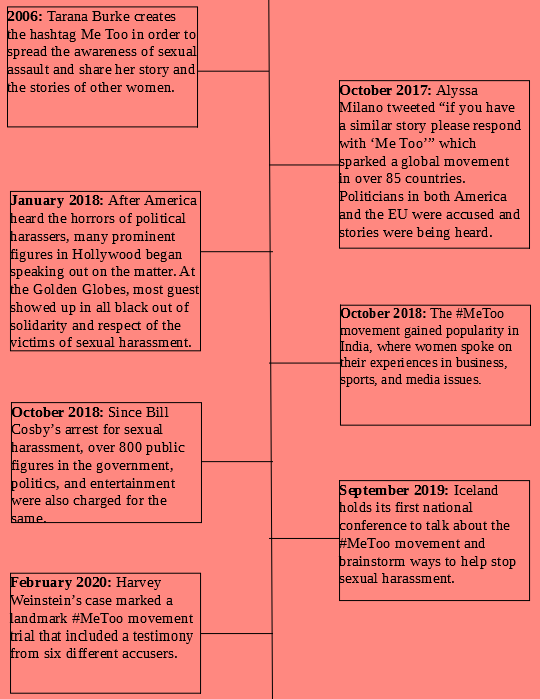 2006: Tarana Burke creates
the hashtag Me Too in order to
spread the awareness of sexual
assault and share her story and
the stories of other women.
October 2017: Alyssa
Milano tweeted “if you have
a similar story please respond
with ‘Me Too’” which
sparked a global movement
in over 85 countries.
Politicians in both America
and the EU were accused and
stories were being heard.
January 2018: After America
heard the horrors of political
harassers, many prominent
figures in Hollywood began
speaking out on the matter. At
the Golden Globes, most guest
showed up in all black out of
solidarity and respect of the
victims of sexual harassment.
October 2018: The #MeToo
movement gained popularity in
India, where women spoke on
their experiences in business,
sports, and media issues.
October 2018: Since Bill
Cosby’s arrest for sexual
harassment, over 800 public
figures in the government,
politics, and entertainment
were also charged for the
same.
September 2019: Iceland
holds its first national
conference to talk about the
#MeToo movement and
brainstorm ways to help stop
sexual harassment.
February 2020: Harvey
Weinstein’s case marked a
landmark #MeToo movement
trial that included a testimony
from six different accusers.